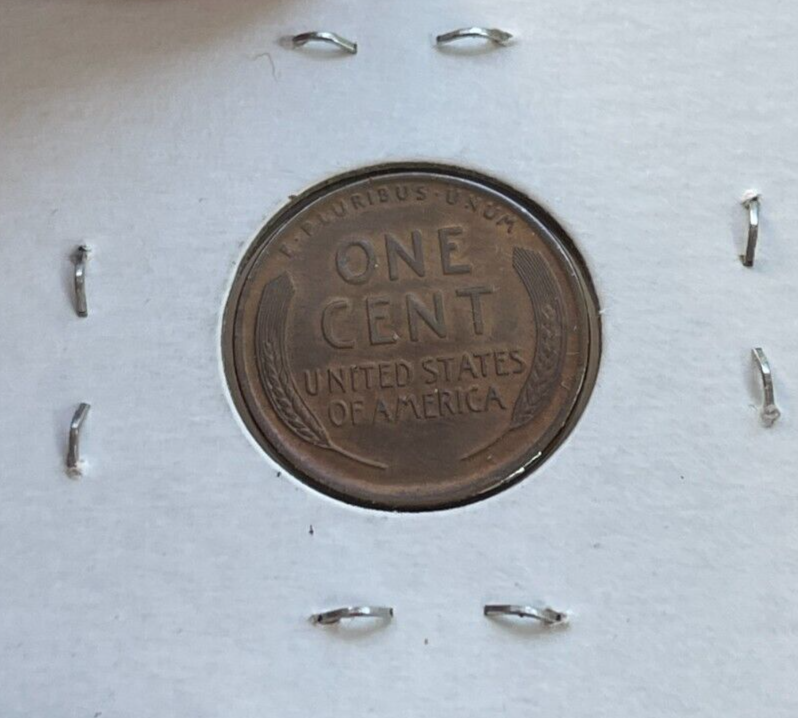 E·PLURIBUS·UNUM
ONE
CENT
UNITED STATES
OF AMERICA